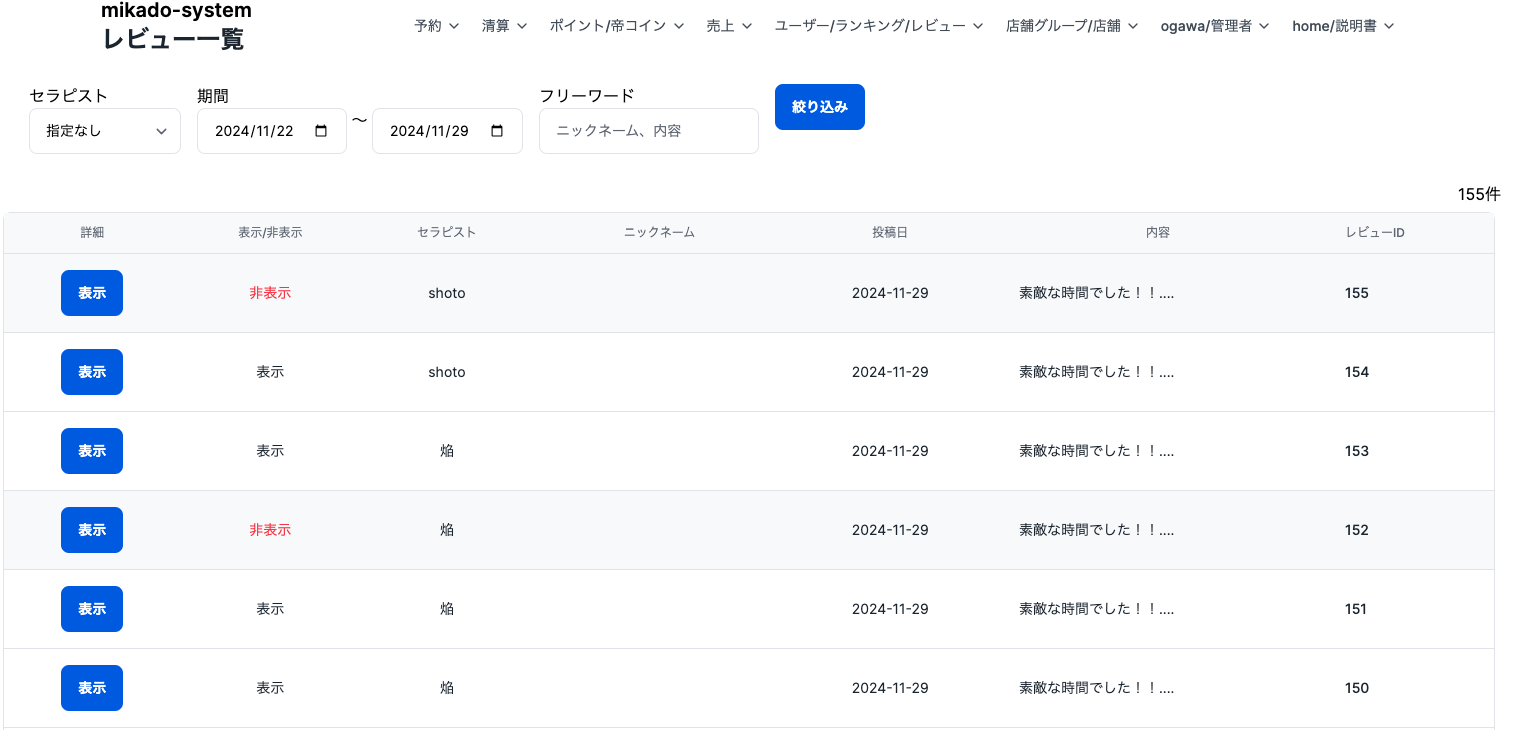 mikado-system
レビュー一覧
予約 清算 ポイント/帝コイン 売上 ユーザー/ランキング/レビュー 店舗グループ/店舗 ogawa/管理者 home/説明書
セラピスト 期間 フリーワード
指定なし 2024/11/22 〜 2024/11/29 ニックネーム、内容 絞り込み
155件
詳細 表示/非表示 セラピスト ニックネーム 投稿日 内容 レビューID
表示 非表示 shoto 2024-11-29 素敵な時間でした！！.... 155
表示 表示 shoto 2024-11-29 素敵な時間でした！！.... 154
表示 表示 焔 2024-11-29 素敵な時間でした！！.... 153
表示 非表示 焔 2024-11-29 素敵な時間でした！！.... 152
表示 表示 焔 2024-11-29 素敵な時間でした！！.... 151
表示 表示 焔 2024-11-29 素敵な時間でした！！.... 150